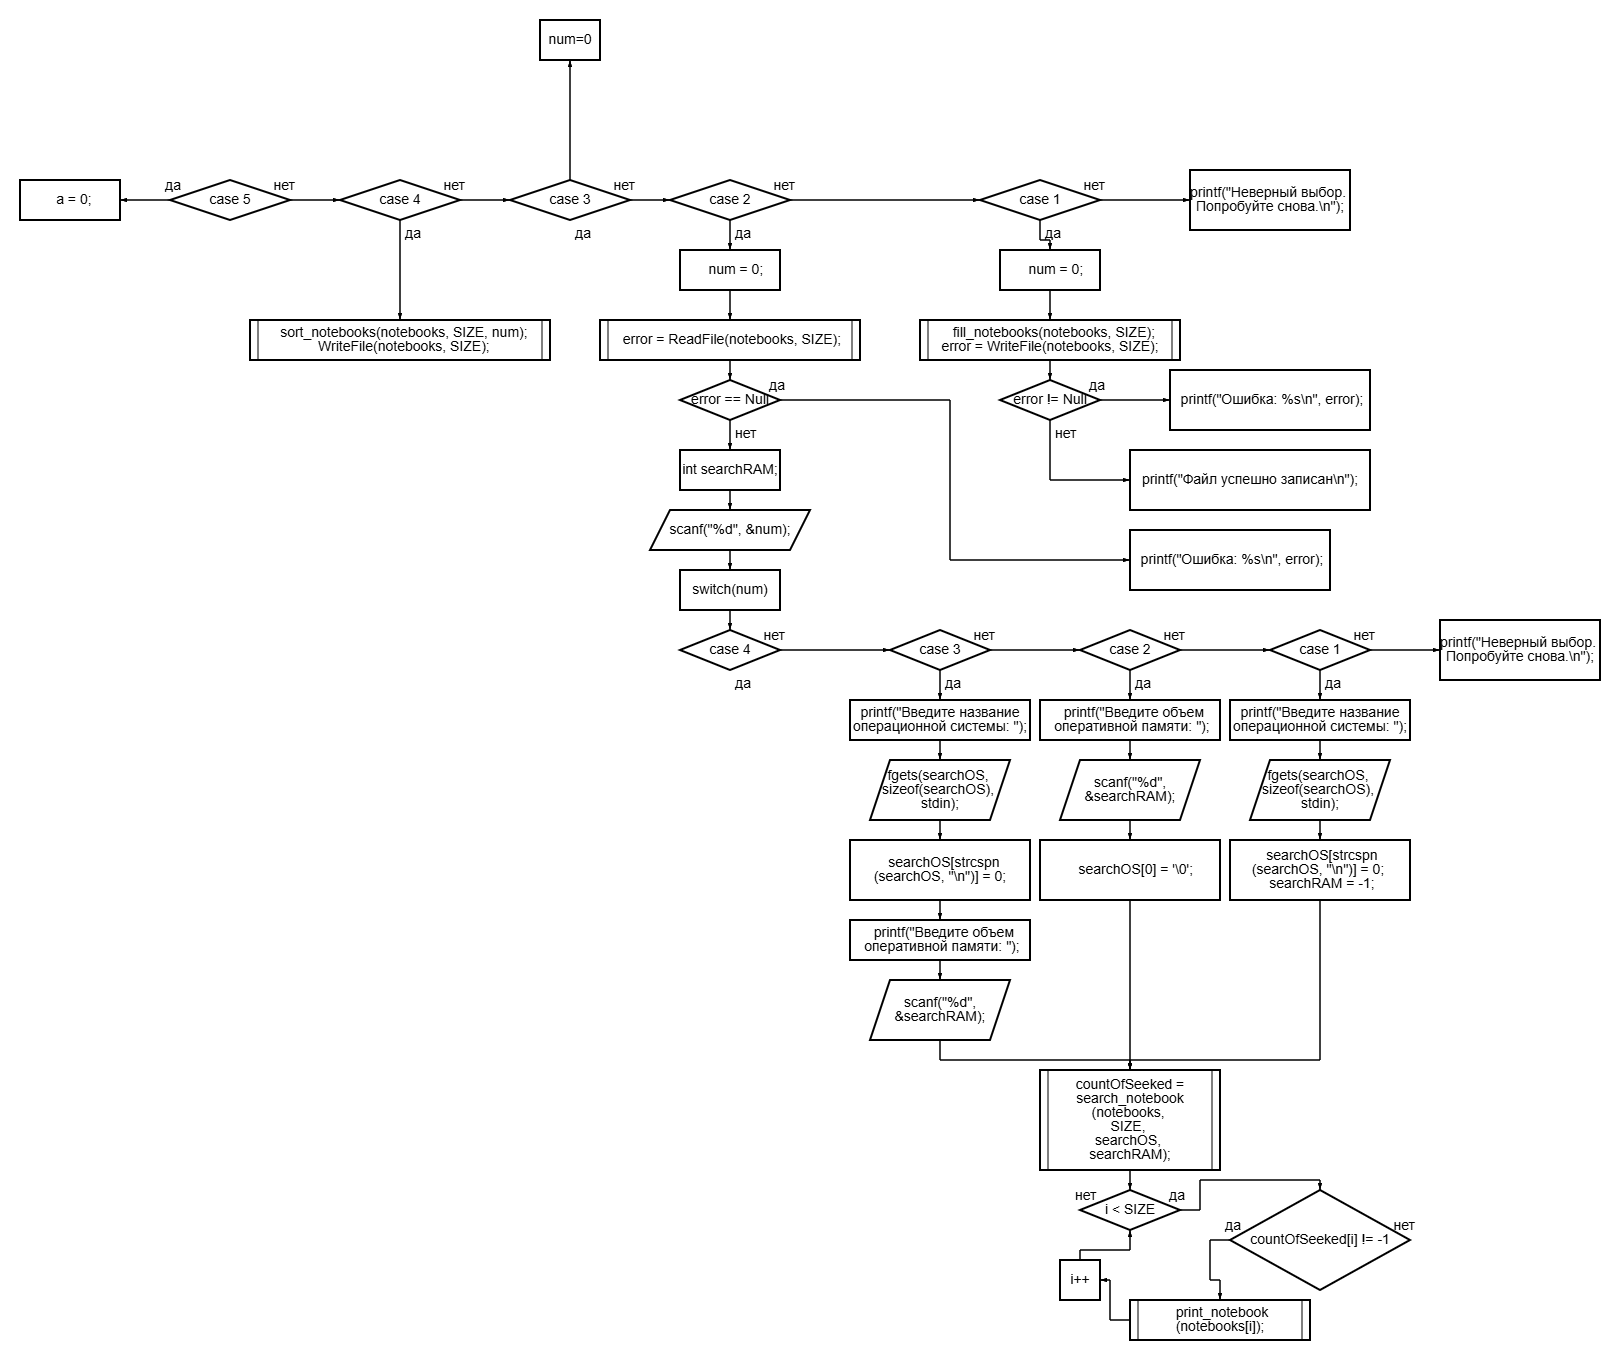 num=0
да
нет
нет
нет
нет
нет
a = 0;
case 5
case 4
case 3
case 2
case 1
printf("Неверный выбор.
Попробуйте снова.\n");
да
да
да
да
num = 0;
num = 0;
sort_notebooks(notebooks, SIZE, num);
WriteFile(notebooks, SIZE);
error = ReadFile(notebooks, SIZE);
fill_notebooks(notebooks, SIZE);
error = WriteFile(notebooks, SIZE);
да
да
error == Null
error != Null
printf("Ошибка: %s\n", error);
нет
нет
int searchRAM;
printf("Файл успешно записан\n");
scanf("%d", &num);
printf("Ошибка: %s\n", error);
switch(num)
нет
нет
нет
нет
case 4
case 3
case 2
case 1
printf("Неверный выбор.
Попробуйте снова.\n");
да
да
да
да
printf("Введите название
операционной системы: ");
printf("Введите объем
оперативной памяти: ");
printf("Введите название
операционной системы: ");
fgets(searchOS,
sizeof(searchOS),
stdin);
scanf("%d",
&searchRAM);
fgets(searchOS,
sizeof(searchOS),
stdin);
searchOS[strcspn
(searchOS, "\n")] = 0;
searchOS[0] = '\0';
searchOS[strcspn
(searchOS, "\n")] = 0;
searchRAM = -1;
printf("Введите объем
оперативной памяти: ");
scanf("%d",
&searchRAM);
countOfSeeked =
search_notebook
(notebooks,
SIZE,
searchOS,
searchRAM);
нет
да
i < SIZE
да
нет
countOfSeeked[i] != -1
i++
print_notebook
(notebooks[i]);